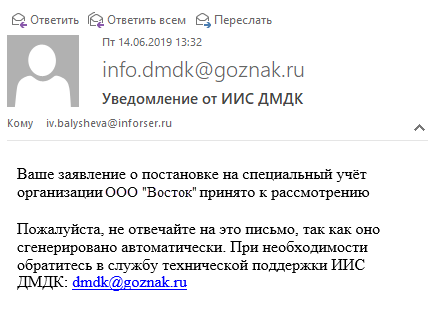 Ответить Ответить всем Переслать
Пт 14.06.2019 13:32
info.dmdk@goznak.ru
Уведомление от ИИС ДМДК
Кому iv.balysheva@inforser.ru
Ваше заявление о постановке на специальный учёт
организации ООО "Восток" принято к рассмотрению
Пожалуйста, не отвечайте на это письмо, так как оно
сгенерировано автоматически. При необходимости
обратитесь в службу технической поддержки ИИС
ДМДК: dmdk@goznak.ru